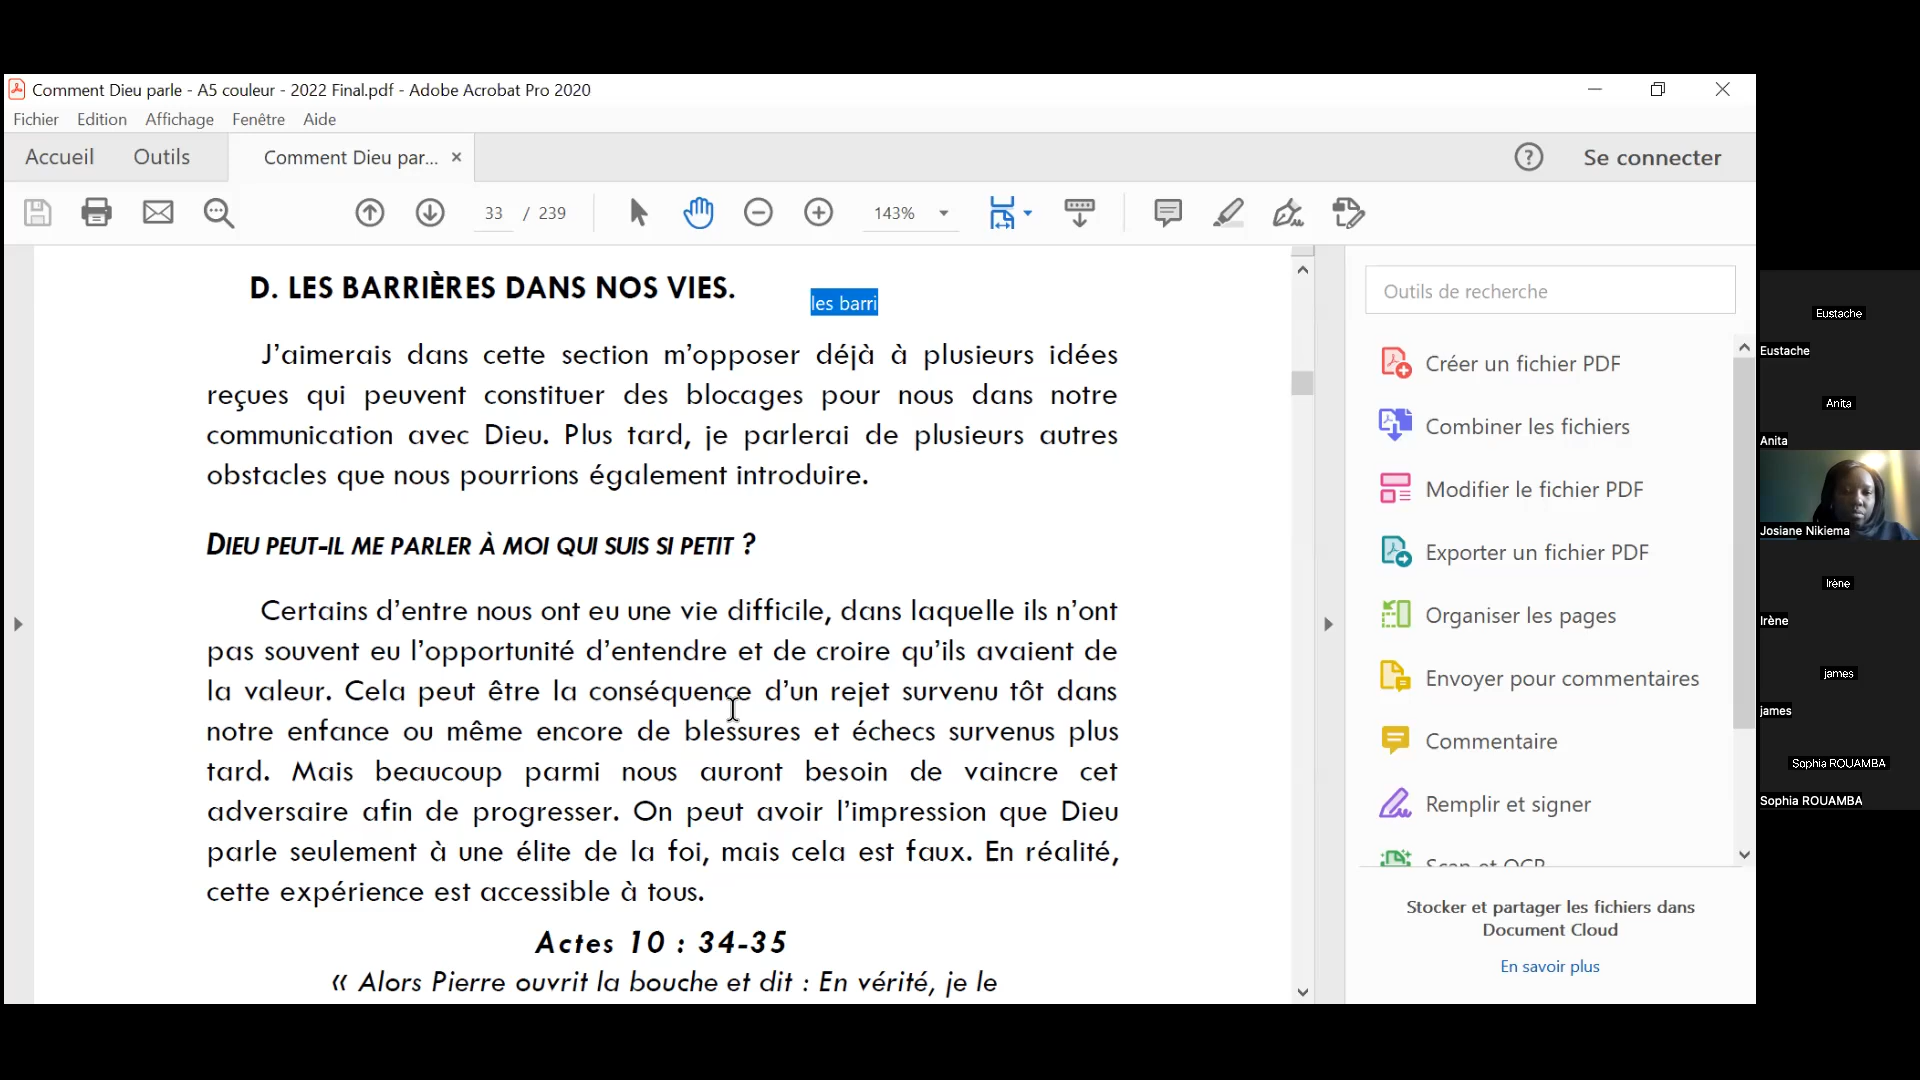 Comment Dieu parle - A5 couleur - 2022 Final.pdf - Adobe Acrobat Pro 2020
Fichier Edition Affichage Fenêtre Aide
Accueil Outils Comment Dieu par... × ? Se connecter
33 / 239 143%
D. LES BARRIÈRES DANS NOS VIES.
les barri
J’aimerais dans cette section m’opposer déjà à plusieurs idées
reçues qui peuvent constituer des blocages pour nous dans notre
communication avec Dieu. Plus tard, je parlerai de plusieurs autres
obstacles que nous pourrions également introduire.
DIEU PEUT-IL ME PARLER À MOI QUI SUIS SI PETIT ?
Certains d’entre nous ont eu une vie difficile, dans laquelle ils n’ont
pas souvent eu l’opportunité d’entendre et de croire qu’ils avaient de
la valeur. Cela peut être la conséquence d’un rejet survenu tôt dans
notre enfance ou même encore de blessures et échecs survenus plus
tard. Mais beaucoup parmi nous auront besoin de vaincre cet
adversaire afin de progresser. On peut avoir l’impression que Dieu
parle seulement à une élite de la foi, mais cela est faux. En réalité,
cette expérience est accessible à tous.
Actes 10 : 34-35
« Alors Pierre ouvrit la bouche et dit : En vérité, je le
Outils de recherche
Créer un fichier PDF
Combiner les fichiers
Modifier le fichier PDF
Exporter un fichier PDF
Organiser les pages
Envoyer pour commentaires
Commentaire
Remplir et signer
Scan et OCR
Stocker et partager les fichiers dans
Document Cloud
En savoir plus
Eustache
Eustache
Anita
Anita
Josiane Nikiema
Irène
Irène
james
james
Sophia ROUAMBA
Sophia ROUAMBA